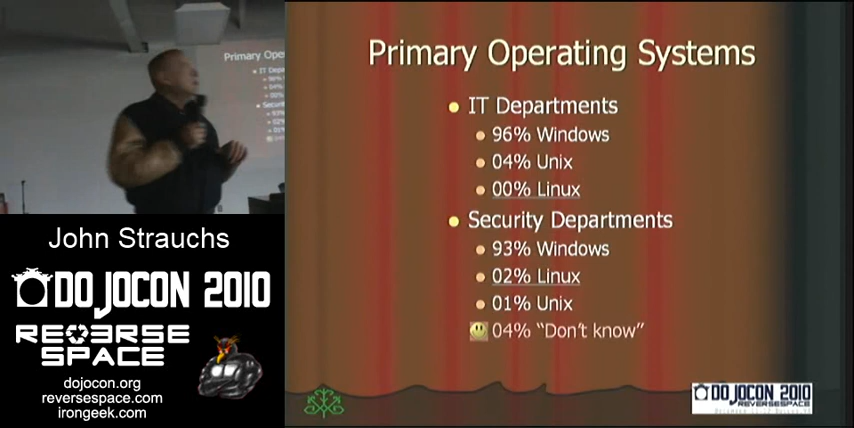 Primary Operating Systems
IT Departments
96% Windows
04% Unix
00% Linux
Security Departments
93% Windows
02% Linux
01% Unix
04% “Don’t know”
John Strauchs
DOJOCON 2010
REVERSE
SPACE
dojocon.org
reversespace.com
irongeek.com
DOJOCON 2010
REVERSESPACE